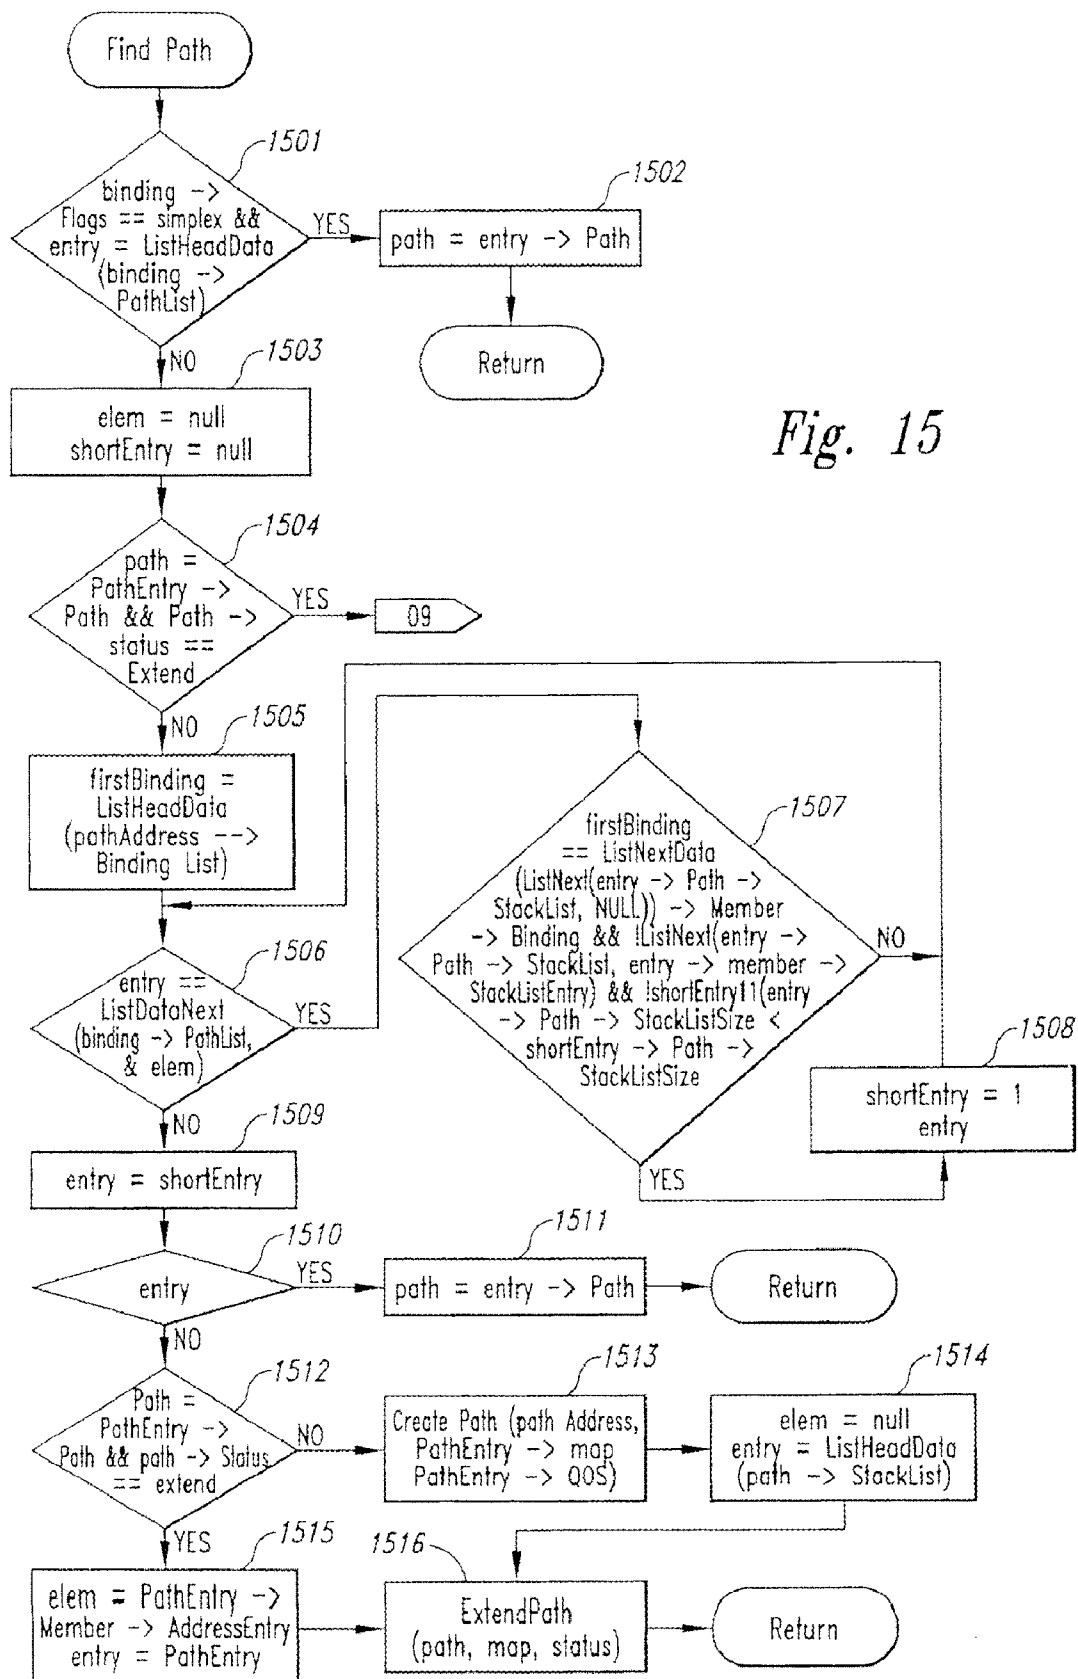 Find Path
1501
binding ->
Flags == simplex &&
entry = ListHeadData
(binding ->
PathList)
YES
1502
path = entry -> Path
Return
NO
1503
elem = null
shortEntry = null
Fig. 15
1504
path =
PathEntry ->
Path && Path ->
status ==
Extend
YES
09
NO
1505
firstBinding =
ListHeadData
(pathAddress -->
Binding List)
1506
entry ==
ListDataNext
(binding -> PathList,
& elem)
YES
1507
firstBinding
== ListNextData
(ListNext(entry -> Path ->
StackList, NULL)) -> Member
-> Binding && !ListNext(entry ->
Path -> StackList, entry -> member ->
StackListEntry) && !shortEntry11(entry
-> Path -> StackListSize <
shortEntry -> Path ->
StackListSize
NO
1508
shortEntry = 1
entry
YES
NO
1509
entry = shortEntry
1510
entry
YES
1511
path = entry -> Path
Return
NO
1512
Path =
PathEntry ->
Path && path -> Status
== extend
NO
1513
Create Path (path Address,
PathEntry -> map
PathEntry -> QOS)
1514
elem = null
entry = ListHeadData
(path -> StackList)
YES
1515
elem = PathEntry ->
Member -> AddressEntry
entry = PathEntry
1516
ExtendPath
(path, map, status)
Return